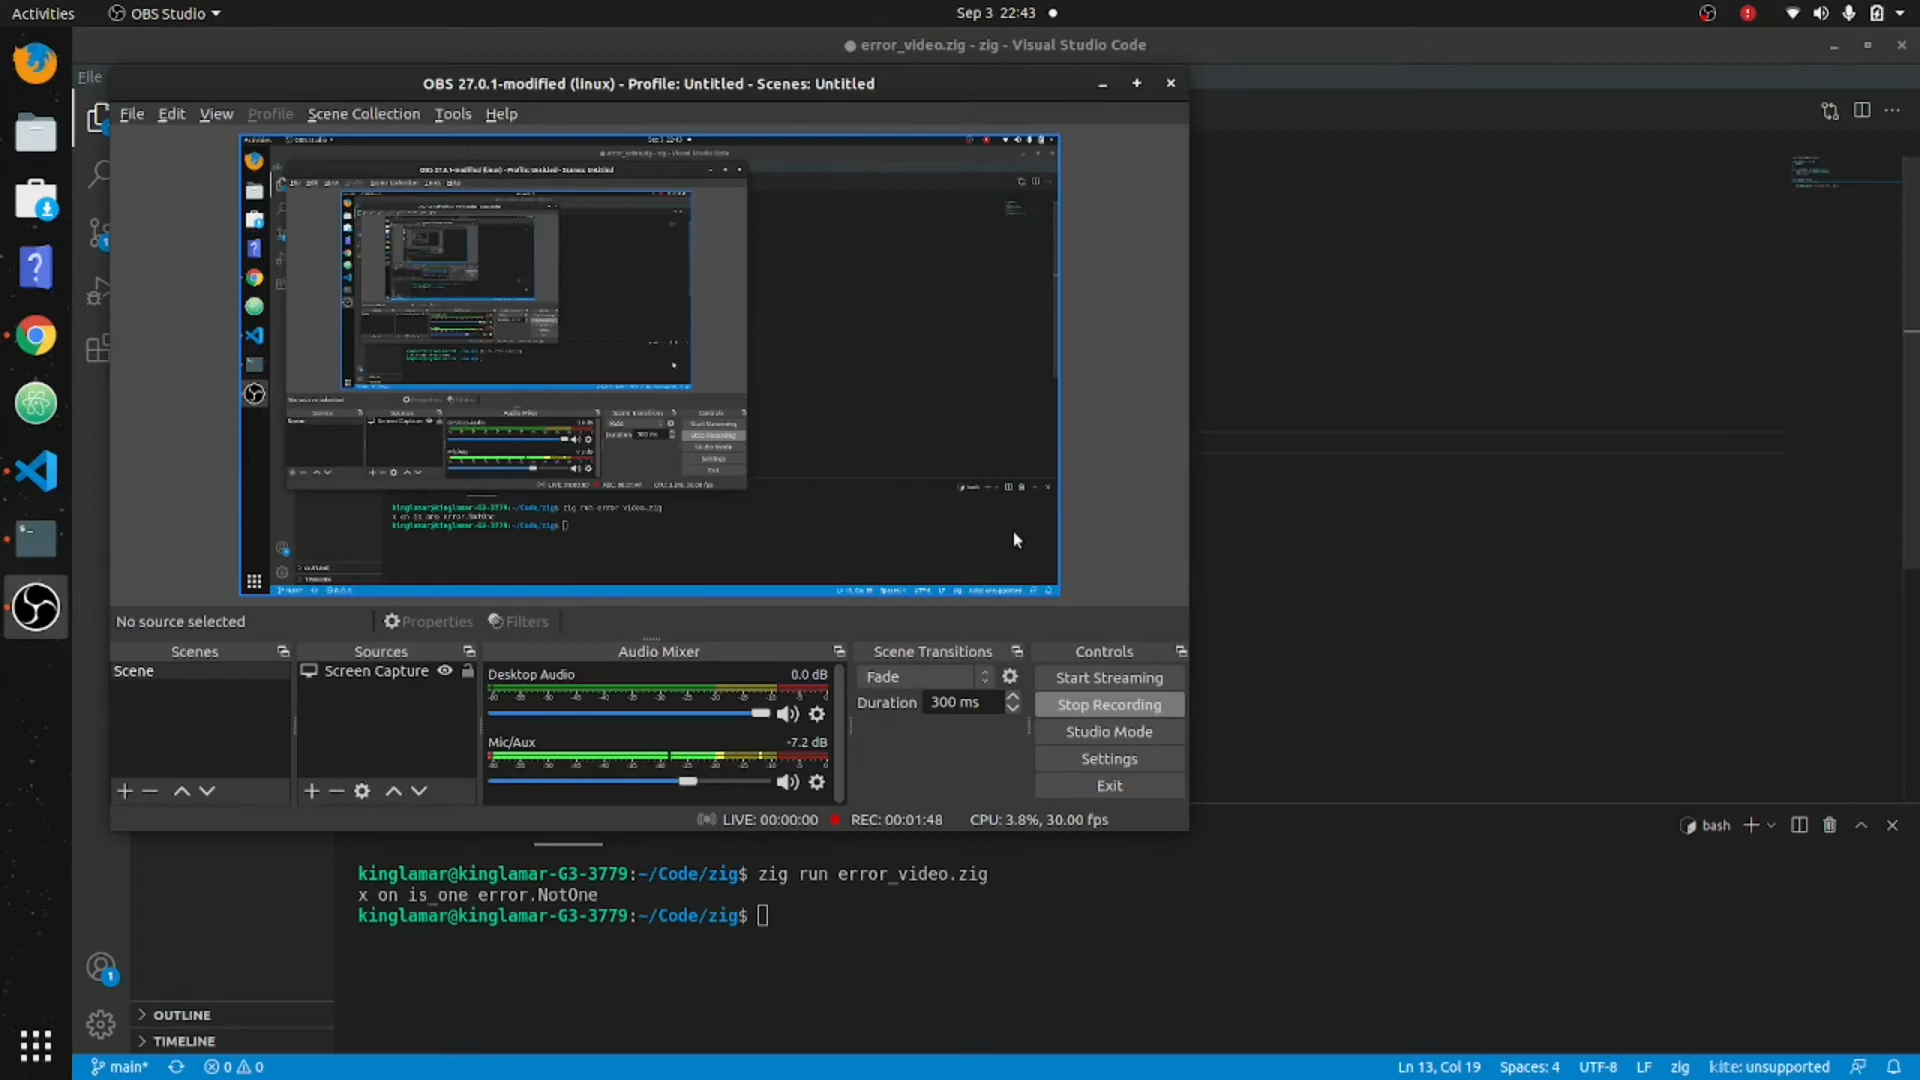 Activities
OBS Studio
Sep 3 22:43
error_video.zig - zig - Visual Studio Code
File
OBS 27.0.1-modified (linux) - Profile: Untitled - Scenes: Untitled
File Edit View Profile Scene Collection Tools Help
No source selected
Properties
Filters
Scenes
Scene
Sources
Screen Capture
Audio Mixer
Desktop Audio 0.0 dB
Mic/Aux -7.2 dB
Scene Transitions
Fade
Duration 300 ms
Controls
Start Streaming
Stop Recording
Studio Mode
Settings
Exit
LIVE: 00:00:00 REC: 00:01:48 CPU: 3.8%, 30.00 fps
bash
kinglamar@kinglamar-G3-3779:~/Code/zig$ zig run error_video.zig
x on is_one error.NotOne
kinglamar@kinglamar-G3-3779:~/Code/zig$
1
OUTLINE
TIMELINE
main* 0 0 Ln 13, Col 19 Spaces: 4 UTF-8 LF zig kite: unsupported